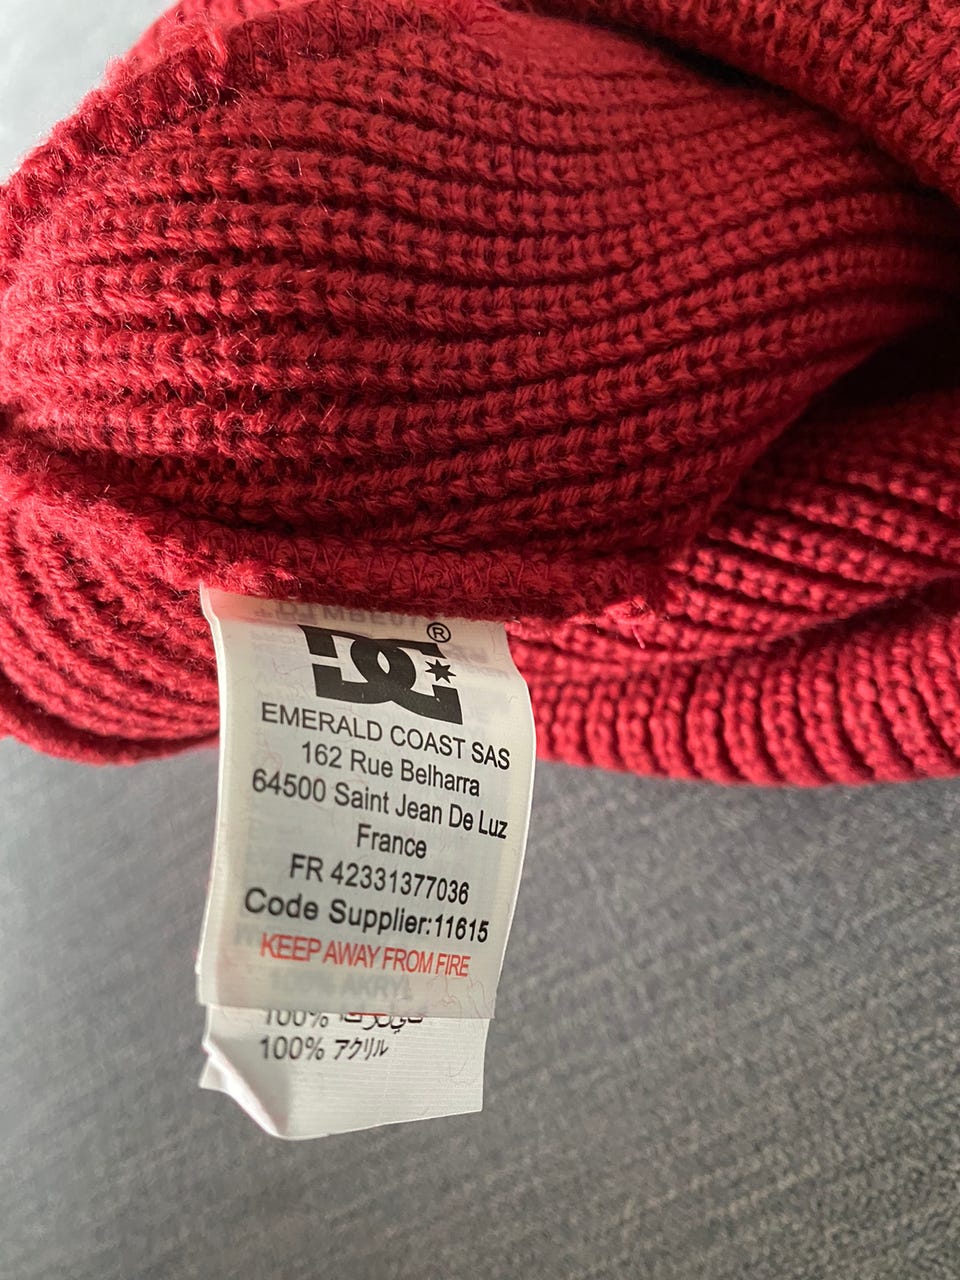 DC®
EMERALD COAST SAS
162 Rue Belharra
64500 Saint Jean De Luz
France
FR 42331377036
Code Supplier:11615
KEEP AWAY FROM FIRE
100%
100% アクリル